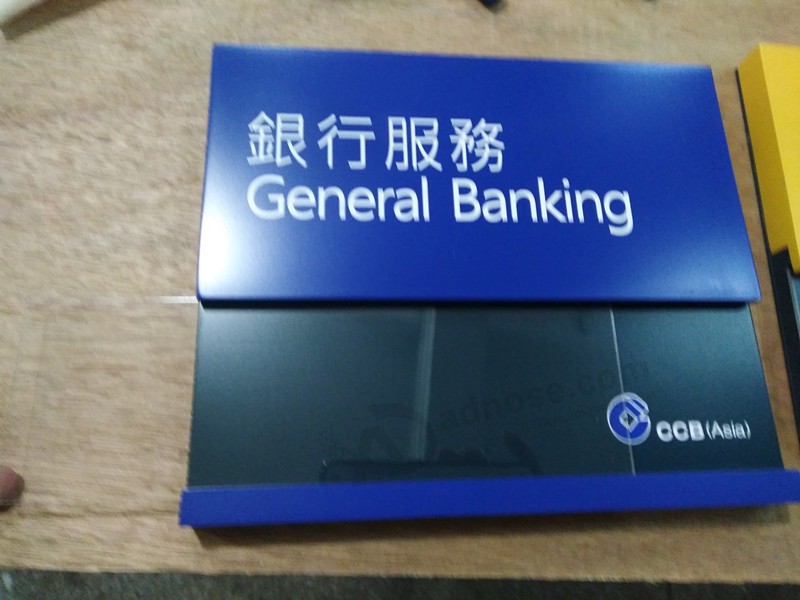 銀行服務
General Banking
CCB (Asia)